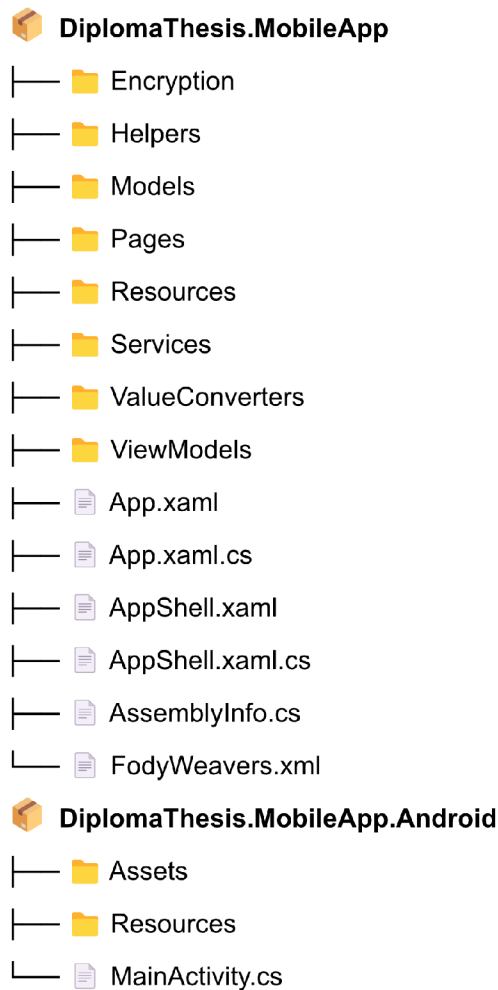 DiplomaThesis.MobileApp
Encryption
Helpers
Models
Pages
Resources
Services
ValueConverters
ViewModels
App.xaml
App.xaml.cs
AppShell.xaml
AppShell.xaml.cs
AssemblyInfo.cs
FodyWeavers.xml
DiplomaThesis.MobileApp.Android
Assets
Resources
MainActivity.cs